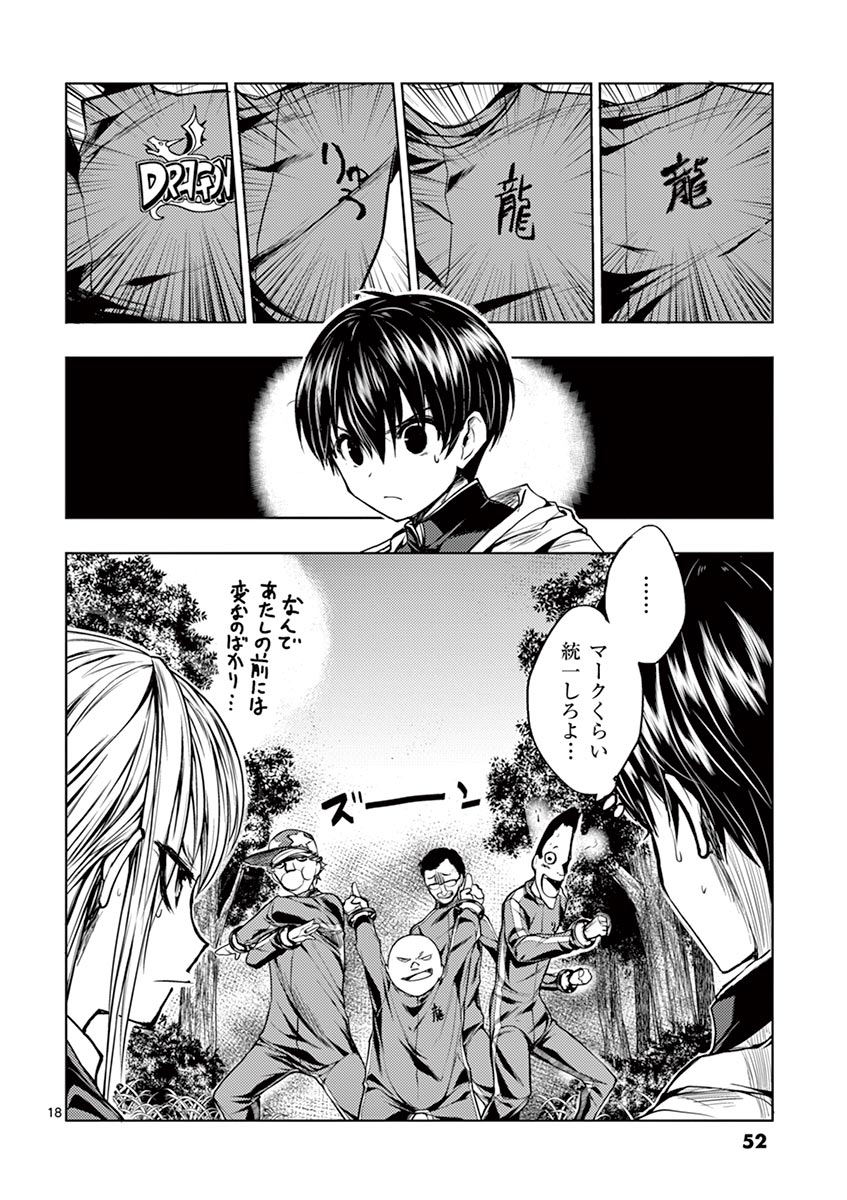 龍
龍
りゅう
DRAGON
……
マークくらい
統一しろよ…
ズーーン
なんで
あたしの前には
変なのばかり…
龍
18
52